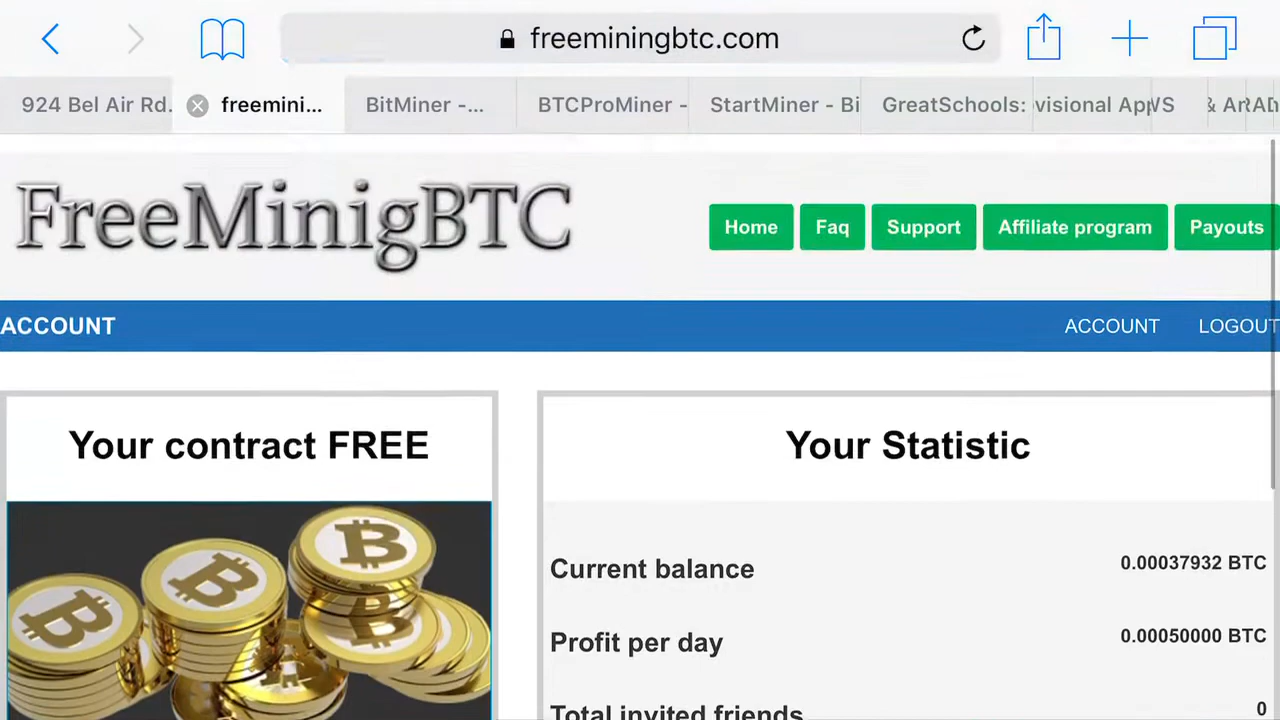 freeminingbtc.com
924 Bel Air Rd. freemini... BitMiner -... BTCProMiner - StartMiner - Bi GreatSchools: visional App
FreeMinigBTC
Home Faq Support Affiliate program Payouts
ACCOUNT ACCOUNT LOGOUT
Your contract FREE
Your Statistic
Current balance 0.00037932 BTC
Profit per day 0.00050000 BTC
Total invited friends 0